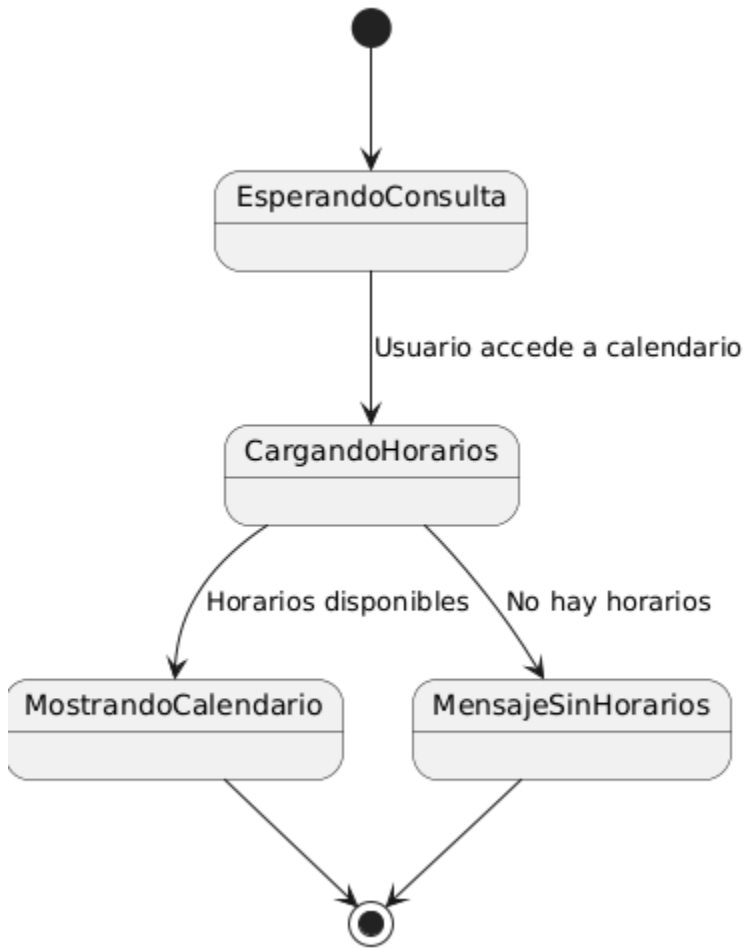 EsperandoConsulta
Usuario accede a calendario
CargandoHorarios
Horarios disponibles
No hay horarios
MostrandoCalendario
MensajeSinHorarios